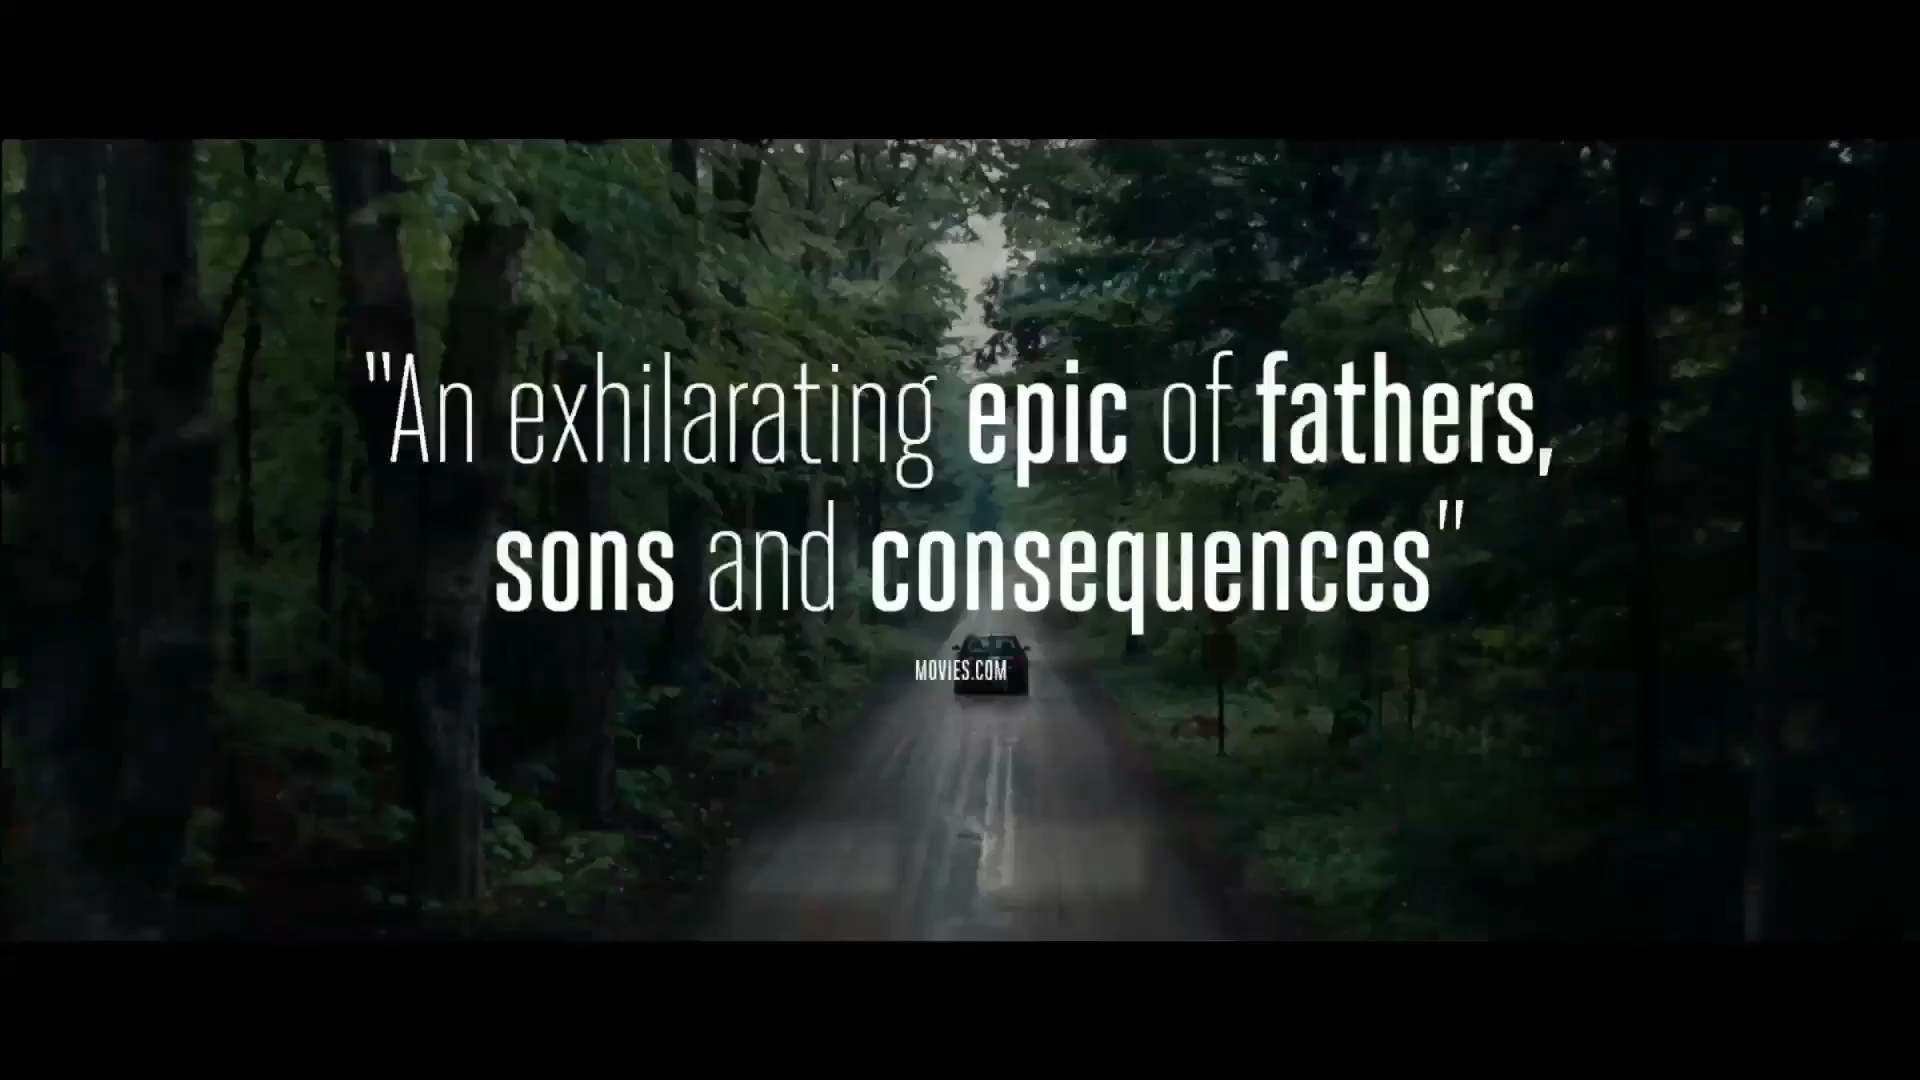 "An exhilarating epic of fathers,
sons and consequences"
MOVIES.COM